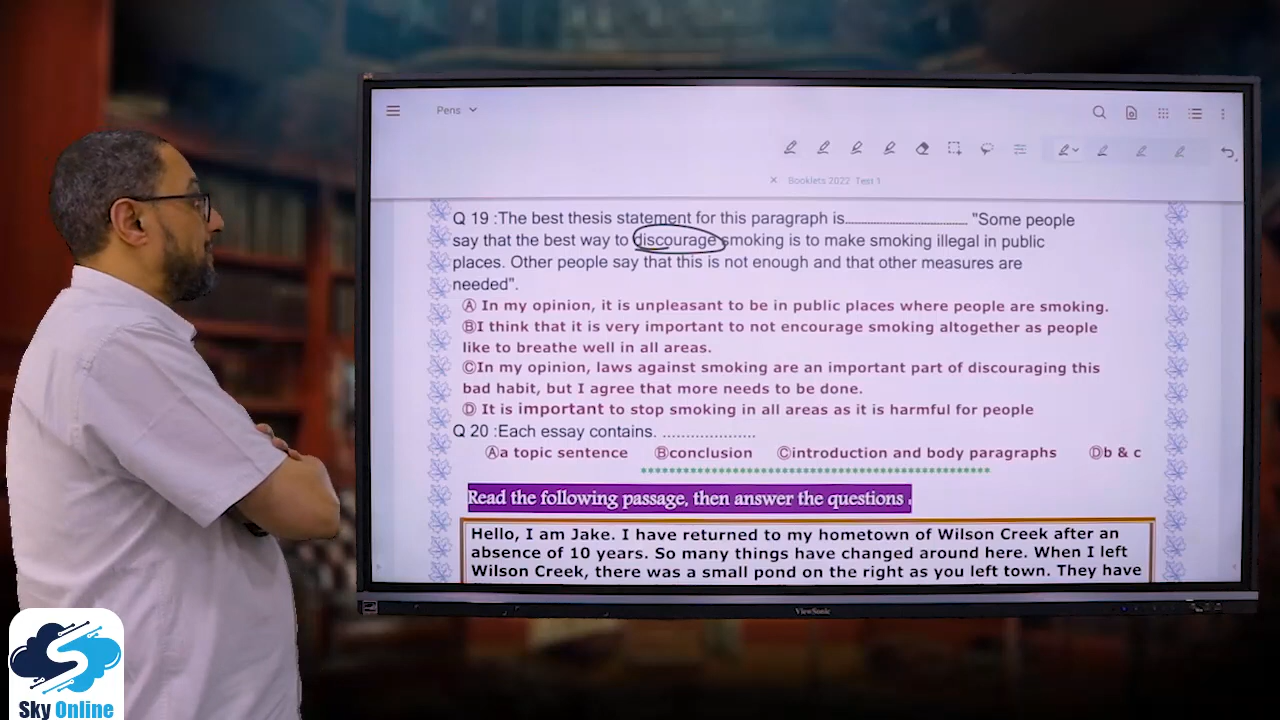 Pens
Booklets 2022 Test 1
Q 19 :The best thesis statement for this paragraph is........................................ "Some people
say that the best way to discourage smoking is to make smoking illegal in public
places. Other people say that this is not enough and that other measures are
needed".
Ⓐ In my opinion, it is unpleasant to be in public places where people are smoking.
ⒷI think that it is very important to not encourage smoking altogether as people
like to breathe well in all areas.
ⒸIn my opinion, laws against smoking are an important part of discouraging this
bad habit, but I agree that more needs to be done.
Ⓓ It is important to stop smoking in all areas as it is harmful for people
Q 20 :Each essay contains. .....................
Ⓐa topic sentence Ⓑconclusion Ⓒintroduction and body paragraphs Ⓓb & c
Read the following passage, then answer the questions :
Hello, I am Jake. I have returned to my hometown of Wilson Creek after an
absence of 10 years. So many things have changed around here. When I left
Wilson Creek, there was a small pond on the right as you left town. They have
ViewSonic
S
Sky Online